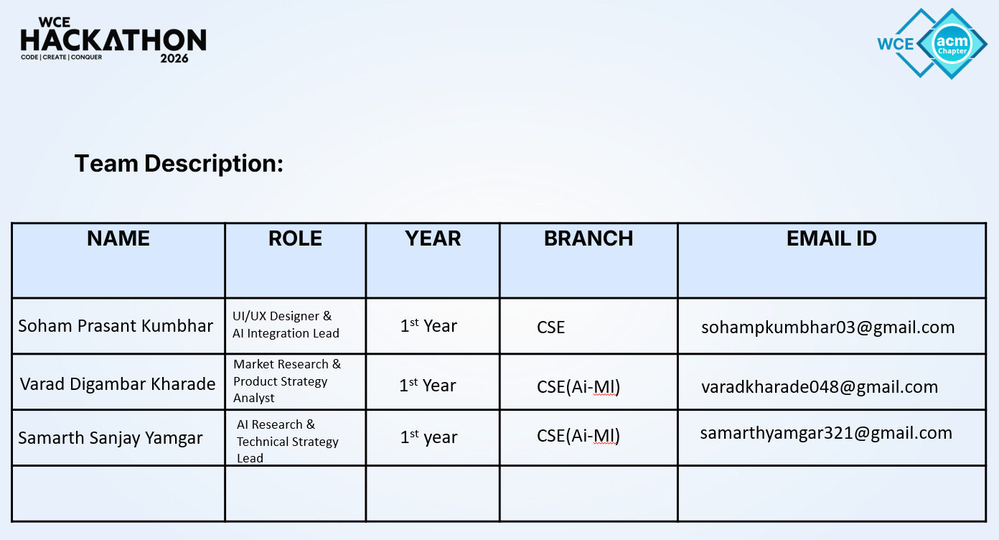 WCE
HACKATHON
CODE | CREATE | CONQUER
2026
WCE
acm
Chapter
Team Description:
NAME ROLE YEAR BRANCH EMAIL ID
Soham Prasant Kumbhar
UI/UX Designer &
AI Integration Lead
1st Year
CSE
sohampkumbhar03@gmail.com
Varad Digambar Kharade
Market Research &
Product Strategy
Analyst
1st Year
CSE(Ai-Ml)
varadkharade048@gmail.com
Samarth Sanjay Yamgar
AI Research &
Technical Strategy
Lead
1st year
CSE(Ai-Ml)
samarthyamgar321@gmail.com